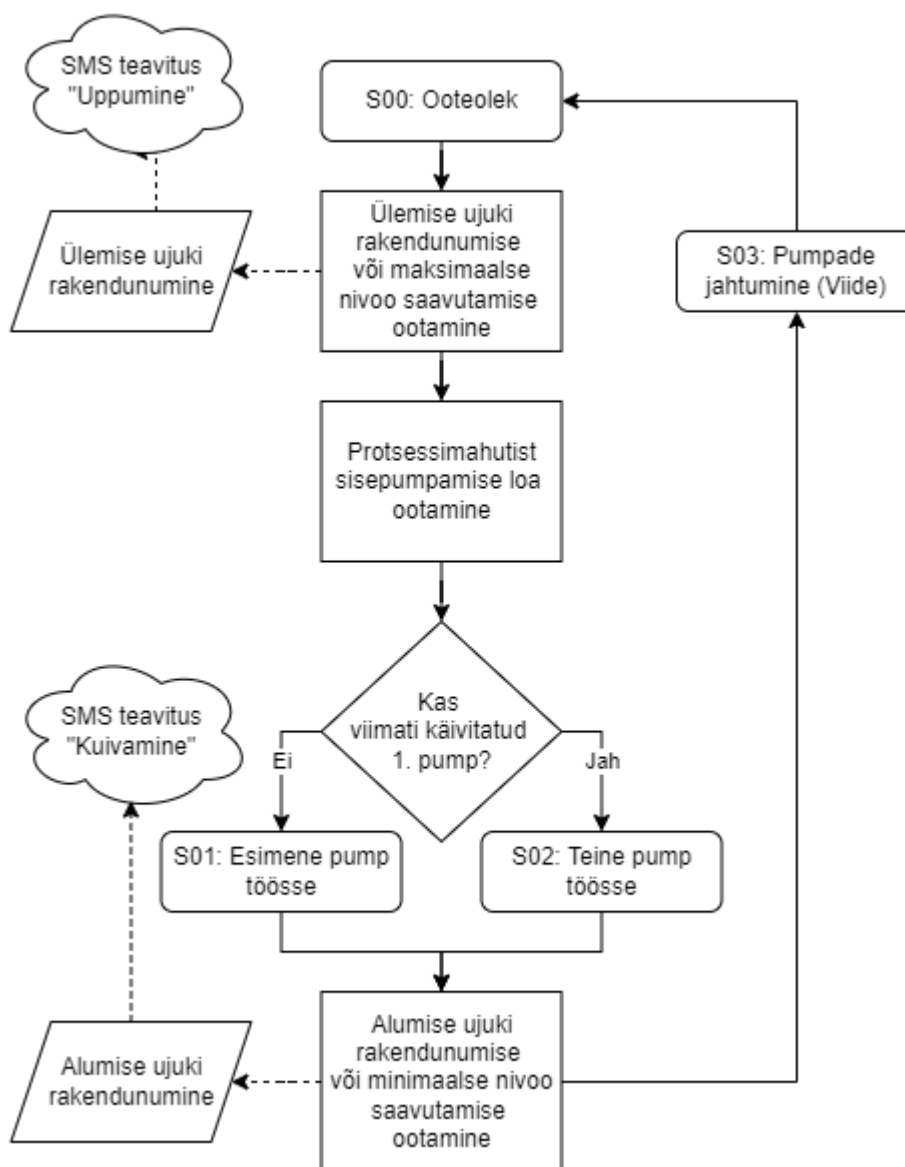 SMS teavitus
"Uppumine"
S00: Ooteolek
Ülemise ujuki
rakendunumise
või maksimaalse
nivoo saavutamise
ootamine
Ülemise ujuki
rakendunumine
S03: Pumpade
jahtumine (Viide)
Protsessimahutist
sisepumpamise loa
ootamine
Kas
viimati käivitatud
1. pump?
Ei
Jah
SMS teavitus
"Kuivamine"
S01: Esimene pump
töösse
S02: Teine pump
töösse
Alumise ujuki
rakendunumise
või minimaalse nivoo
saavutamise
ootamine
Alumise ujuki
rakendunumine